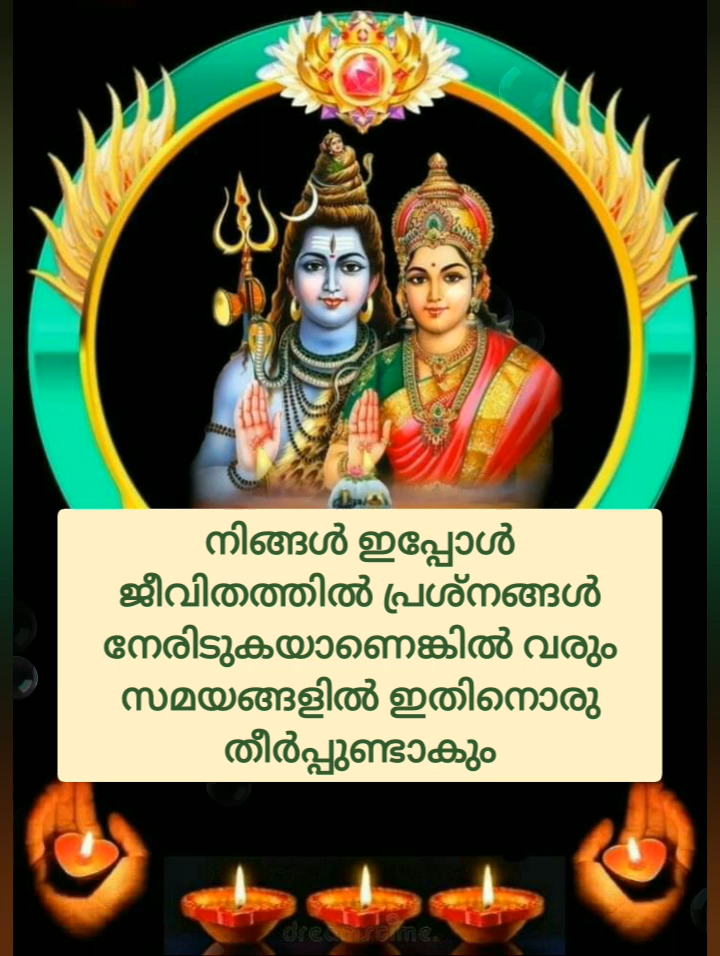 നിങ്ങൾ ഇപ്പോൾ
ജീവിതത്തിൽ പ്രശ്നങ്ങൾ
നേരിടുകയാണെങ്കിൽ വരും
സമയങ്ങളിൽ ഇതിനൊരു
തീർപ്പുണ്ടാകും